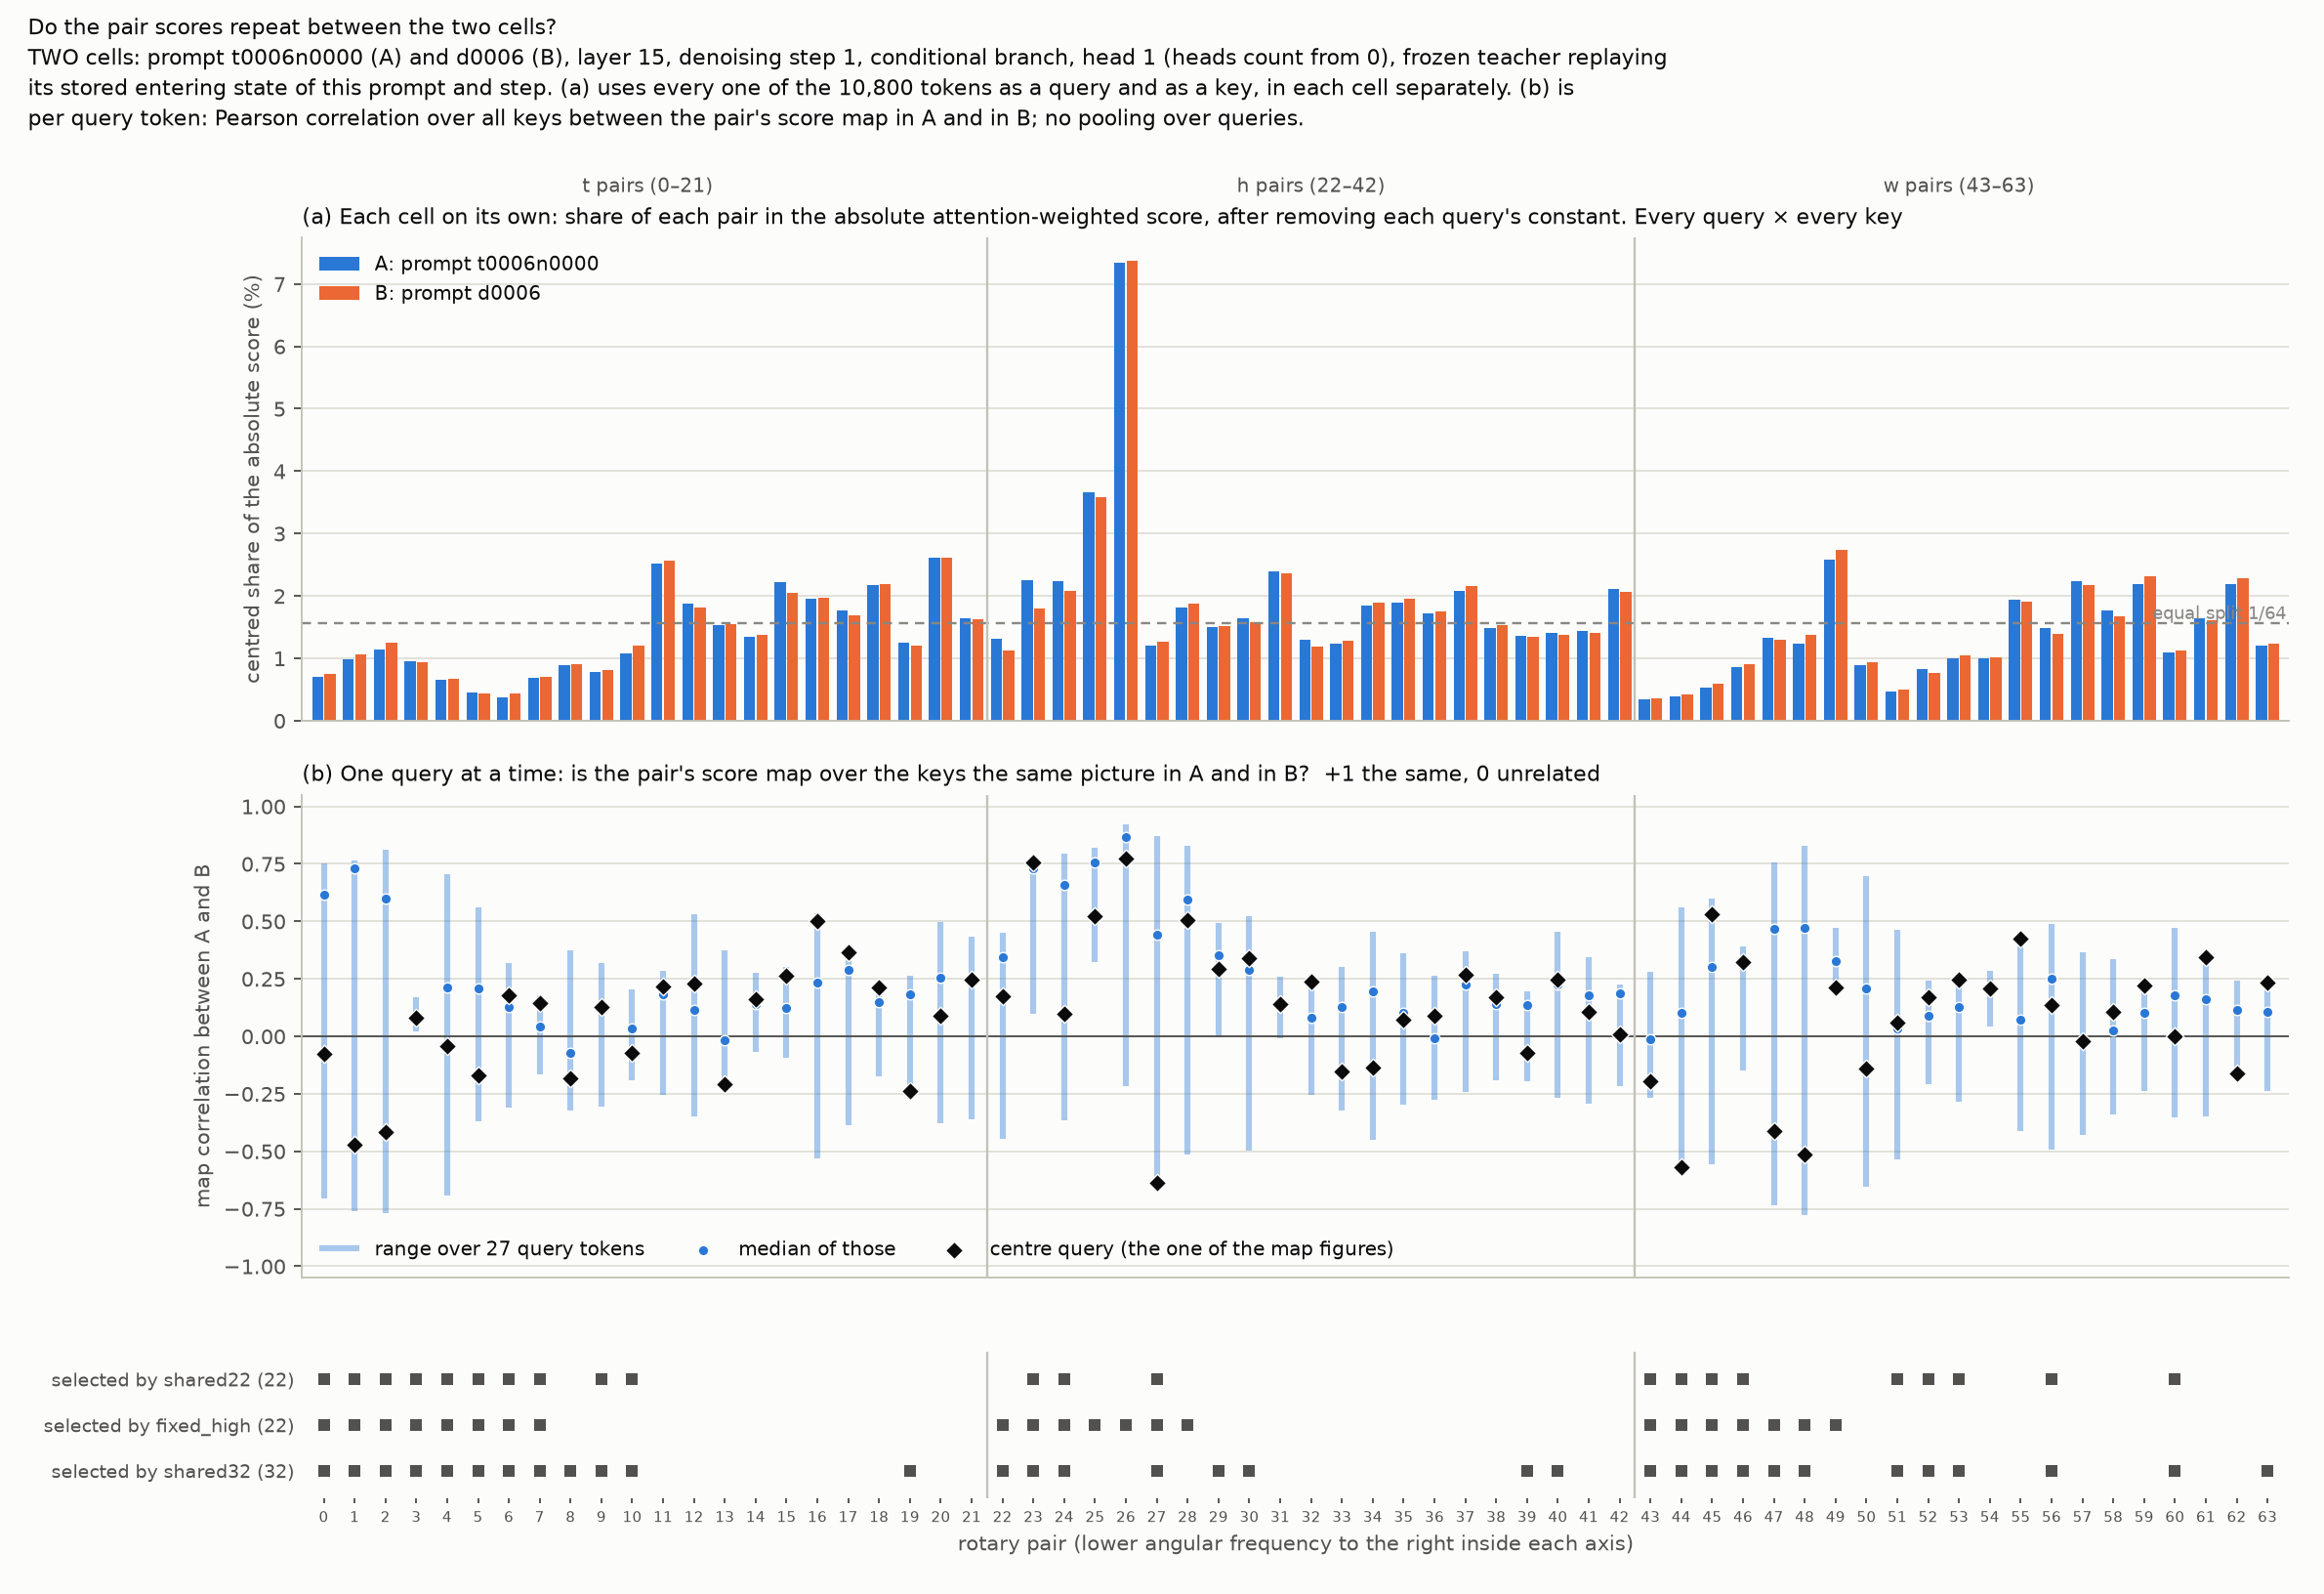 Do the pair scores repeat between the two cells?
TWO cells: prompt t0006n0000 (A) and d0006 (B), layer 15, denoising step 1, conditional branch, head 1 (heads count from 0), frozen teacher replaying
its stored entering state of this prompt and step. (a) uses every one of the 10,800 tokens as a query and as a key, in each cell separately. (b) is
per query token: Pearson correlation over all keys between the pair's score map in A and in B; no pooling over queries.
t pairs (0–21) h pairs (22–42) w pairs (43–63)
(a) Each cell on its own: share of each pair in the absolute attention-weighted score, after removing each query's constant. Every query × every key
A: prompt t0006n0000
B: prompt d0006
centred share of the absolute score (%)
7
6
5
4
3
2
1
0
equal split 1/64
(b) One query at a time: is the pair's score map over the keys the same picture in A and in B?  +1 the same, 0 unrelated
map correlation between A and B
1.00
0.75
0.50
0.25
0.00
−0.25
−0.50
−0.75
−1.00
range over 27 query tokens median of those centre query (the one of the map figures)
selected by shared22 (22)
selected by fixed_high (22)
selected by shared32 (32)
0 1 2 3 4 5 6 7 8 9 10 11 12 13 14 15 16 17 18 19 20 21 22 23 24 25 26 27 28 29 30 31 32 33 34 35 36 37 38 39 40 41 42 43 44 45 46 47 48 49 50 51 52 53 54 55 56 57 58 59 60 61 62 63
rotary pair (lower angular frequency to the right inside each axis)